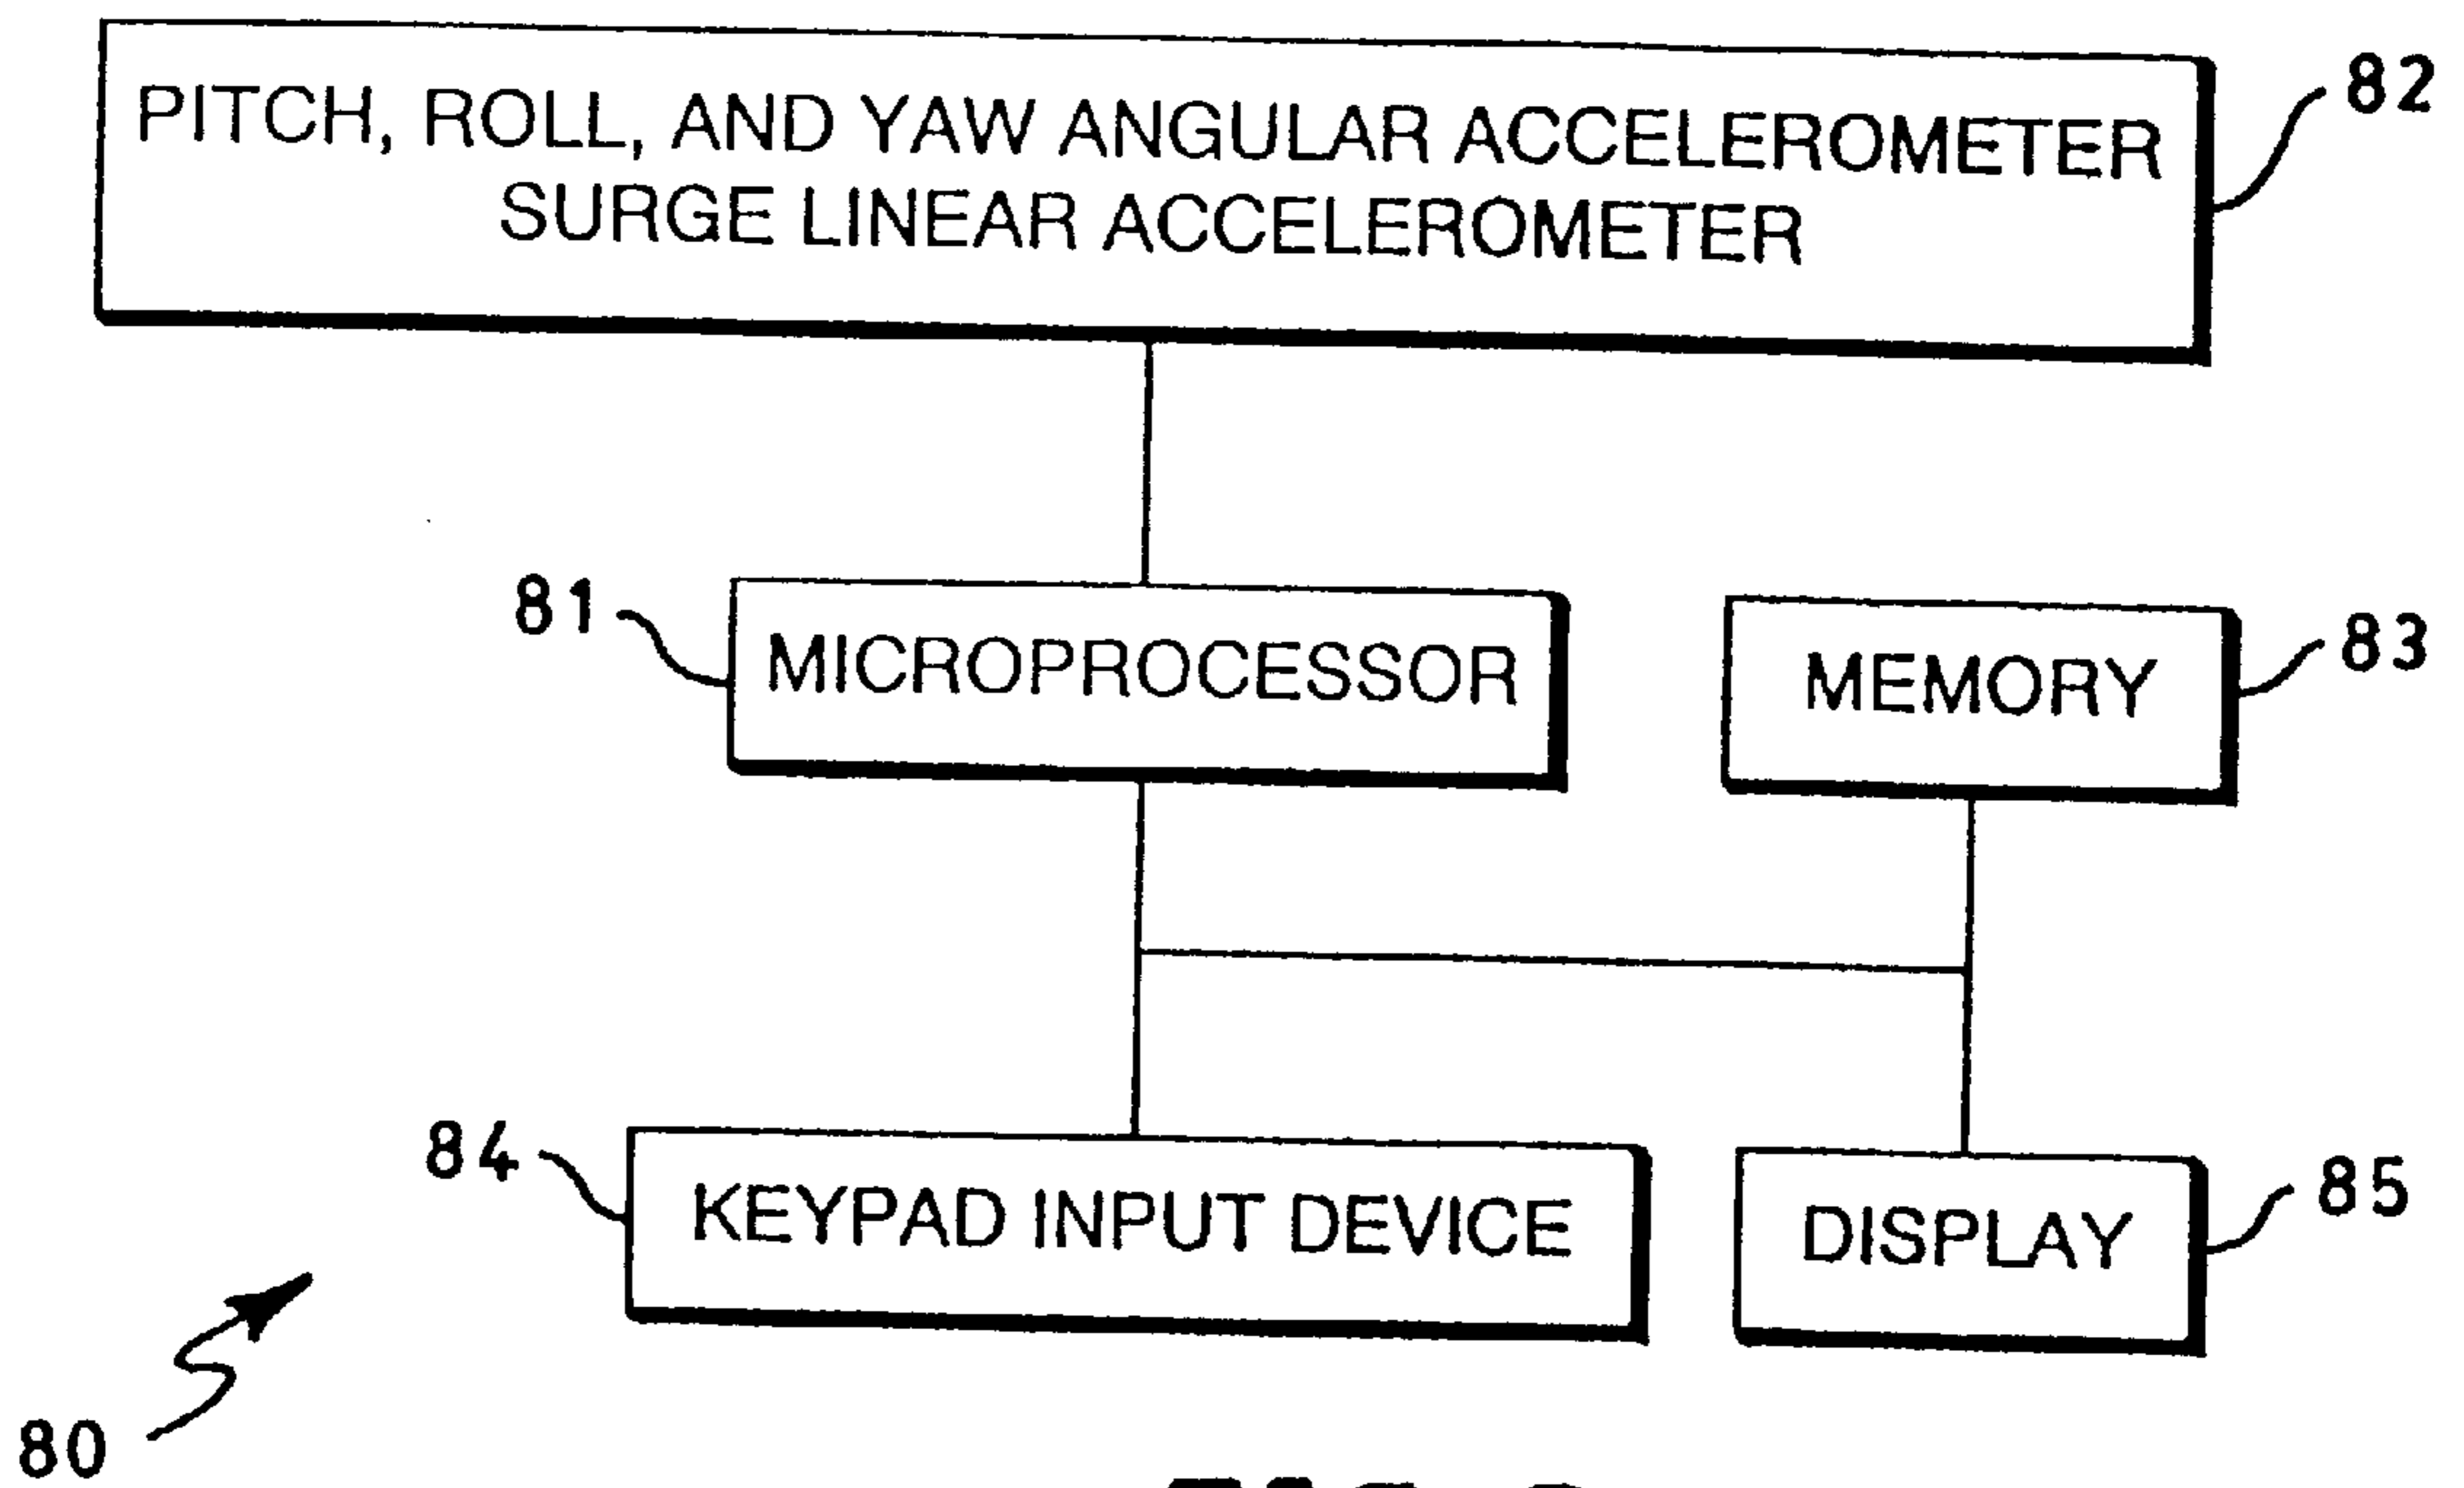 PITCH, ROLL, AND YAW ANGULAR ACCELEROMETER
SURGE LINEAR ACCELEROMETER
82
81
MICROPROCESSOR
MEMORY
83
84
KEYPAD INPUT DEVICE
DISPLAY
85
80